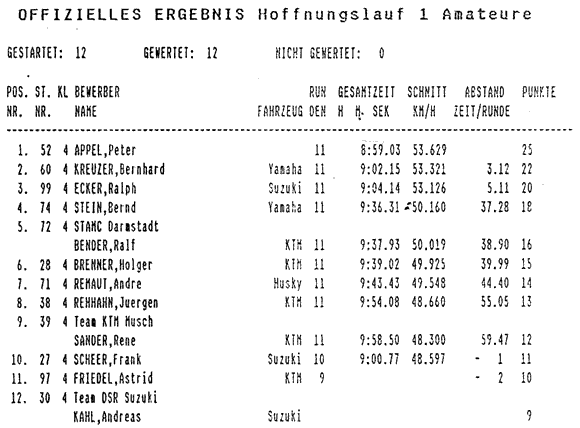 OFFIZIELLES ERGEBNIS Hoffnungslauf 1 Amateure
GESTARTET: 12 GEWERTET: 12 NICHT GEWERTET: 0
POS. ST. KL BEWERBER RUN GESAMTZEIT SCHNITT ABSTAND PUNKTE
NR. NR. NAME FAHRZEUG DEN H M. SEK KM/H ZEIT/RUNDE
1. 52 4 APPEL,Peter 11 8:59.03 53.629 25
2. 60 4 KREUZER,Bernhard Yamaha 11 9:02.15 53.321 3.12 22
3. 99 4 ECKER,Ralph Suzuki 11 9:04.14 53.126 5.11 20
4. 74 4 STEIN,Bernd Yamaha 11 9:36.31 50.160 37.28 18
5. 72 4 STAMC Darmstadt
BENDER,Ralf KTM 11 9:37.93 50.019 38.90 16
6. 28 4 BREMMER,Holger KTM 11 9:39.02 49.925 39.99 15
7. 71 4 REMAUT,Andre Husky 11 9:43.43 49.548 44.40 14
8. 38 4 REHHAHN,Juergen KTM 11 9:54.08 48.660 55.05 13
9. 39 4 Team KTM Musch
SANDER,Rene KTM 11 9:58.50 48.300 59.47 12
10. 27 4 SCHEER,Frank Suzuki 10 9:00.77 48.597 - 1 11
11. 97 4 FRIEDEL,Astrid KTM 9 - 2 10
12. 30 4 Team DSR Suzuki
KAHL,Andreas Suzuki 9